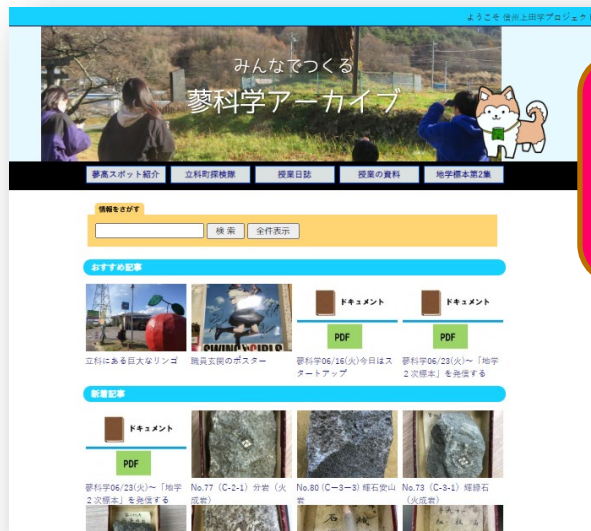 ようこそ 信州上田学プロジェクト
みんなでつくる
蓼科学アーカイブ
蓼高スポット紹介
立科町探検隊
授業日誌
授業の資料
地学標本第2集
情報をさがす
検 索
全件表示
おすすめ記事
ドキュメント
PDF
ドキュメント
PDF
SWING GIRLS
立科にある巨大なリンゴ
職員玄関のポスター
蓼科学06/16(火)今日はス
タートアップ
蓼科学06/23(火)~「地学
2次標本」を発信する
新着記事
ドキュメント
PDF
蓼科学06/23(火)~「地学
2次標本」を発信する
No.77 (C-2-1) 分岩（火
成岩）
No.80 (C-3-3) 輝石安山
岩
No.73 (C-3-1) 輝緑石
（火成岩）